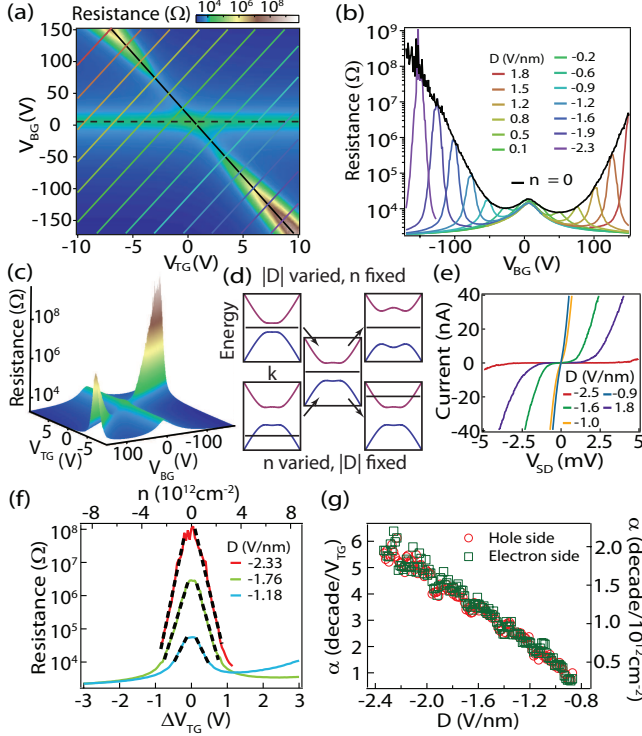 (a) Resistance (Ω) 10^4 10^6 10^8
V_BG(V)
150
100
50
0
-50
-100
-150
-10 -5 0 5 10
V_TG(V)
(b)
Resistance (Ω)
10^9
10^8
10^7
10^6
10^5
10^4
D (V/nm)
1.8
1.5
1.2
0.8
0.5
0.1
-0.2
-0.6
-0.9
-1.2
-1.6
-1.9
-2.3
n = 0
-100 0 100
V_BG(V)
(c)
Resistance (Ω)
10^8
10^6
10^4
5 0 -5
V_TG (V)
100 0 -100
V_BG (V)
(d) |D| varied, n fixed
Energy
k
n varied, |D| fixed
(e)
Current (nA)
40
20
0
-20
-40
D (V/nm)
-2.5 -0.9
-1.6 1.8
-1.0
-5 -2.5 0 2.5 5
V_SD (mV)
(f) n (10^12cm^-2)
-8 -4 0 4 8
Resistance (Ω)
10^8
10^7
10^6
10^5
10^4
D (V/nm)
-2.33
-1.76
-1.18
-3 -2 -1 0 1 2 3
ΔV_TG (V)
(g)
α (decade/V_TG)
6
5
4
3
2
1
0
Hole side
Electron side
2.0
1.5
1.0
0.5
α (decade/10^12cm^-2)
-2.4 -2.0 -1.6 -1.2 -0.8
D (V/nm)